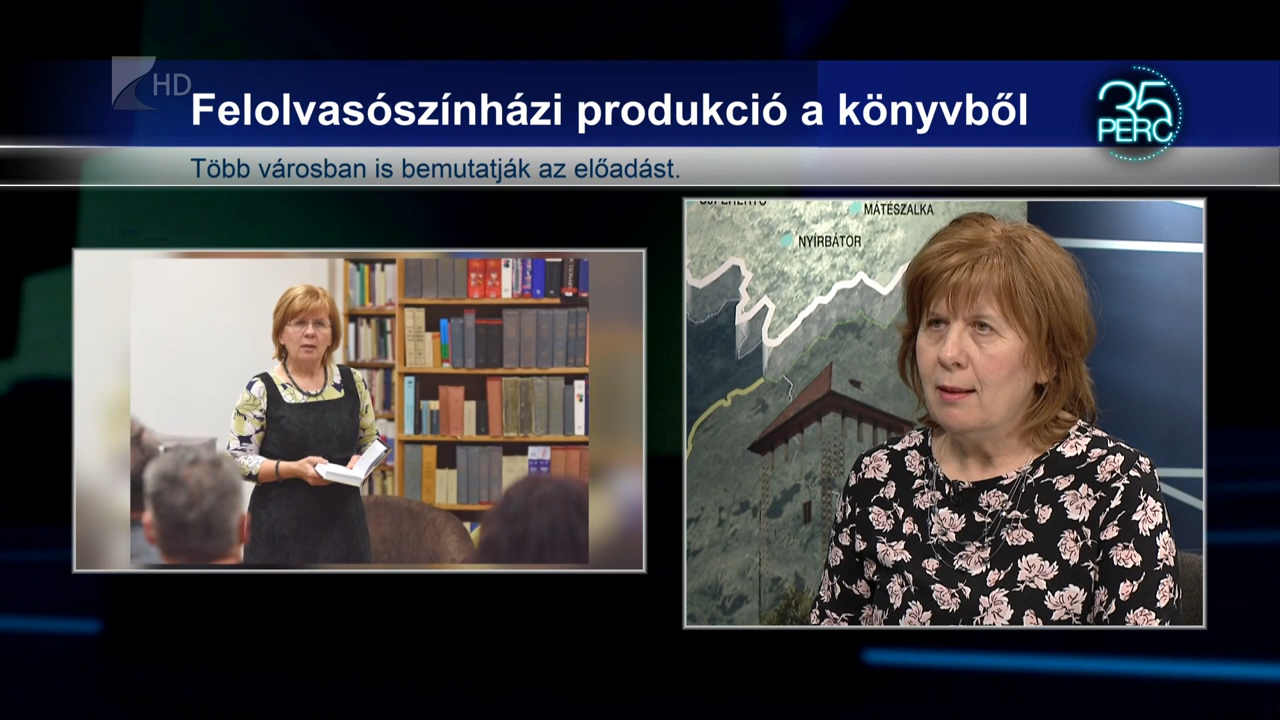 HD
Felolvasószínházi produkció a könyvből
35
PERC
Több városban is bemutatják az előadást.
MÁTÉSZALKA
NYÍRBÁTOR